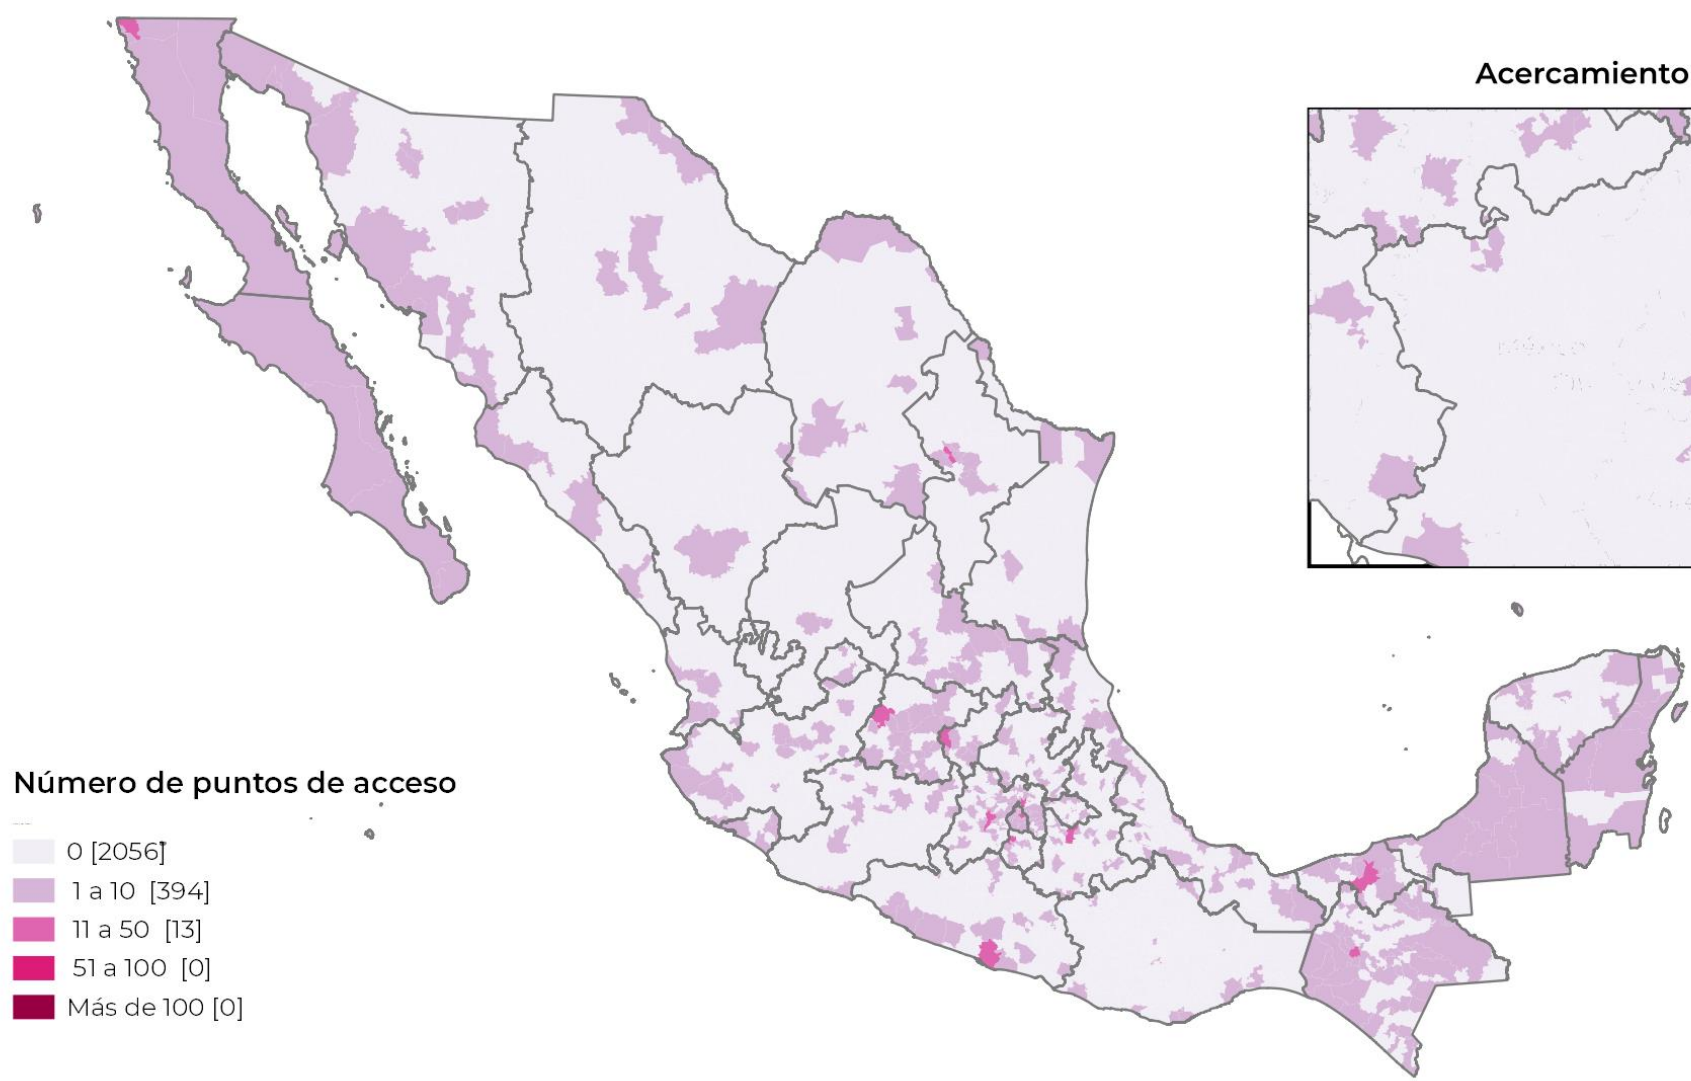 Acercamiento
Número de puntos de acceso
0 [2056]
1 a 10 [394]
11 a 50 [13]
51 a 100 [0]
Más de 100 [0]